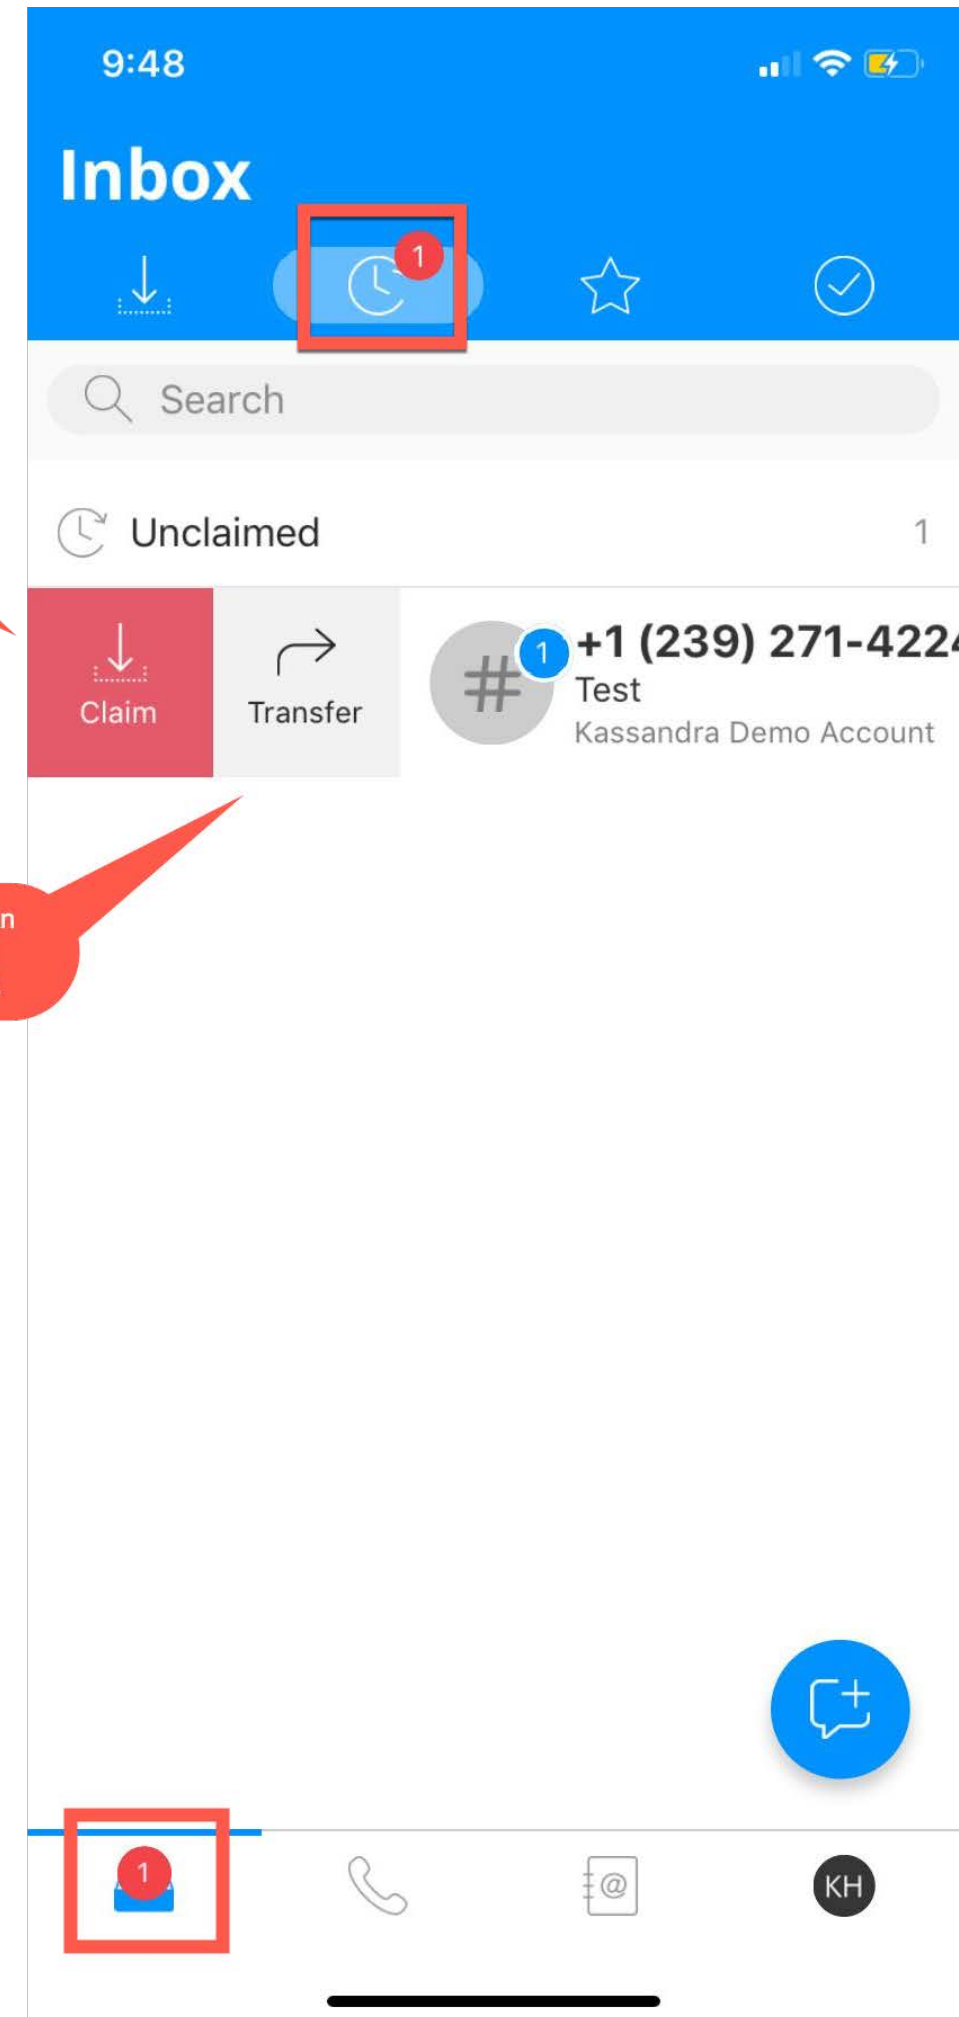 9:48
Inbox
1
Search
Unclaimed 1
Claim
Transfer
#
1
+1 (239) 271-4224
Test
Kassandra Demo Account
1
@
KH